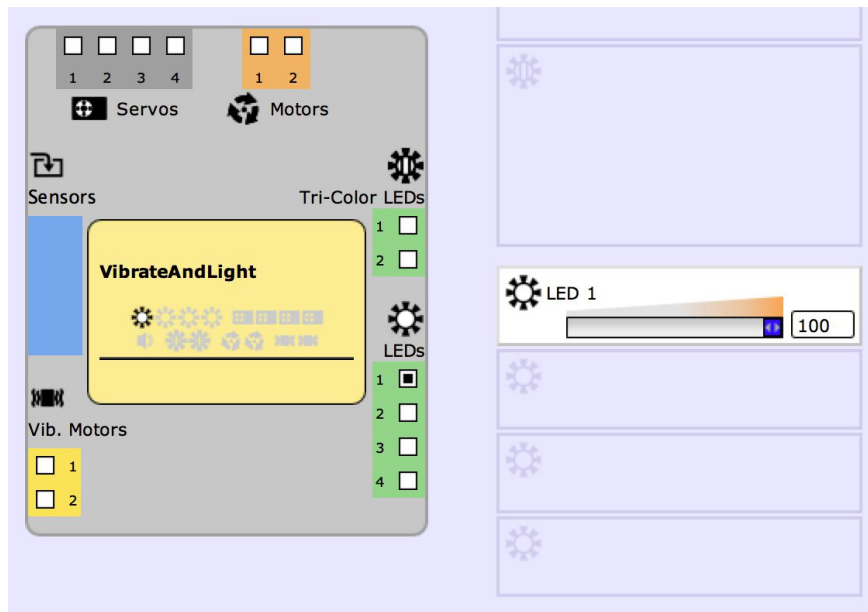 1 2 3 4
1 2
Servos
Motors
Sensors
Tri-Color LEDs
1
2
VibrateAndLight
LEDs
1
2
3
4
Vib. Motors
1
2
LED 1
100